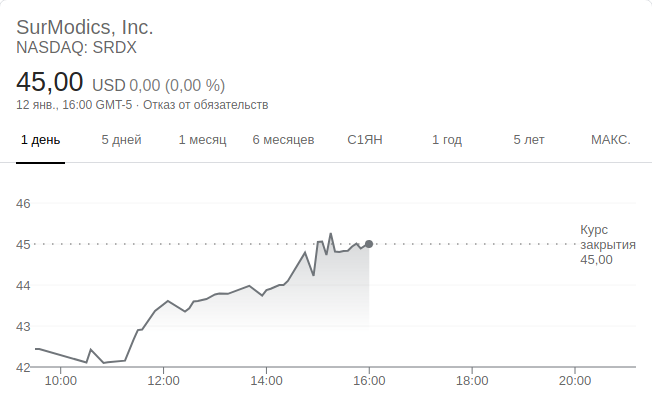 SurModics, Inc.
NASDAQ: SRDX
45,00 USD 0,00 (0,00 %)
12 янв., 16:00 GMT-5 · Отказ от обязательств
1 день 5 дней 1 месяц 6 месяцев С1ЯН 1 год 5 лет МАКС.
46
45
44
43
42
Курс
закрытия
45,00
10:00 12:00 14:00 16:00 18:00 20:00